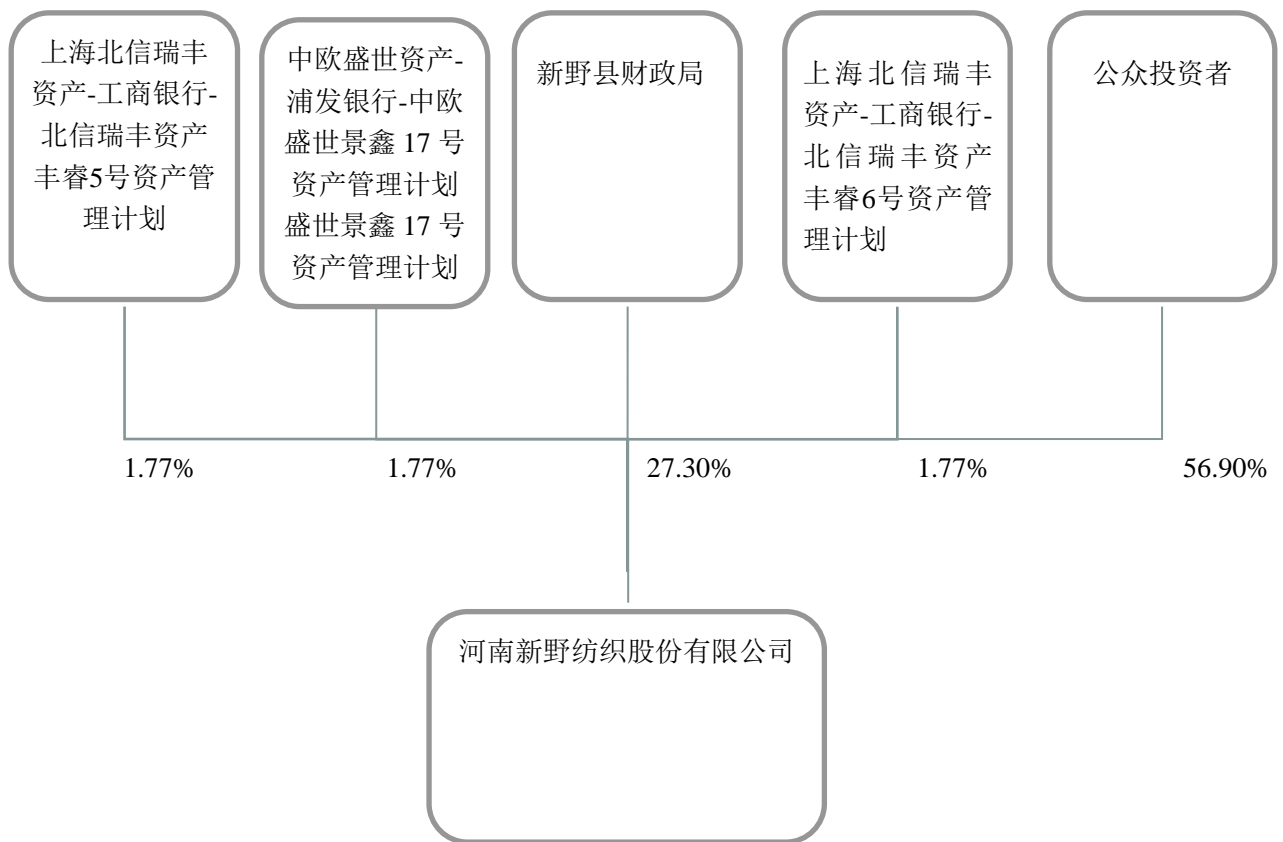 上海北信瑞丰
资产-工商银行-
北信瑞丰资产
丰睿5号资产管
理计划
中欧盛世资产-
浦发银行-中欧
盛世景鑫 17 号
资产管理计划
盛世景鑫 17 号
资产管理计划
新野县财政局
上海北信瑞丰
资产-工商银行-
北信瑞丰资产
丰睿6号资产管
理计划
公众投资者
1.77%
1.77%
27.30%
1.77%
56.90%
河南新野纺织股份有限公司